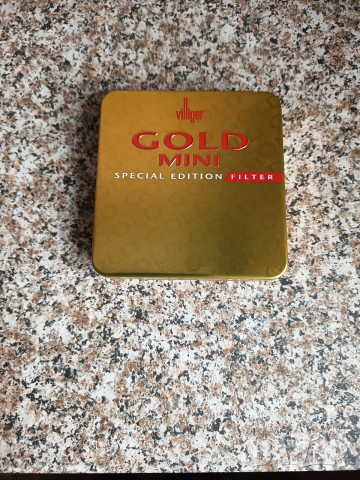 villiger
GOLD
MINI
SPECIAL EDITION FILTER